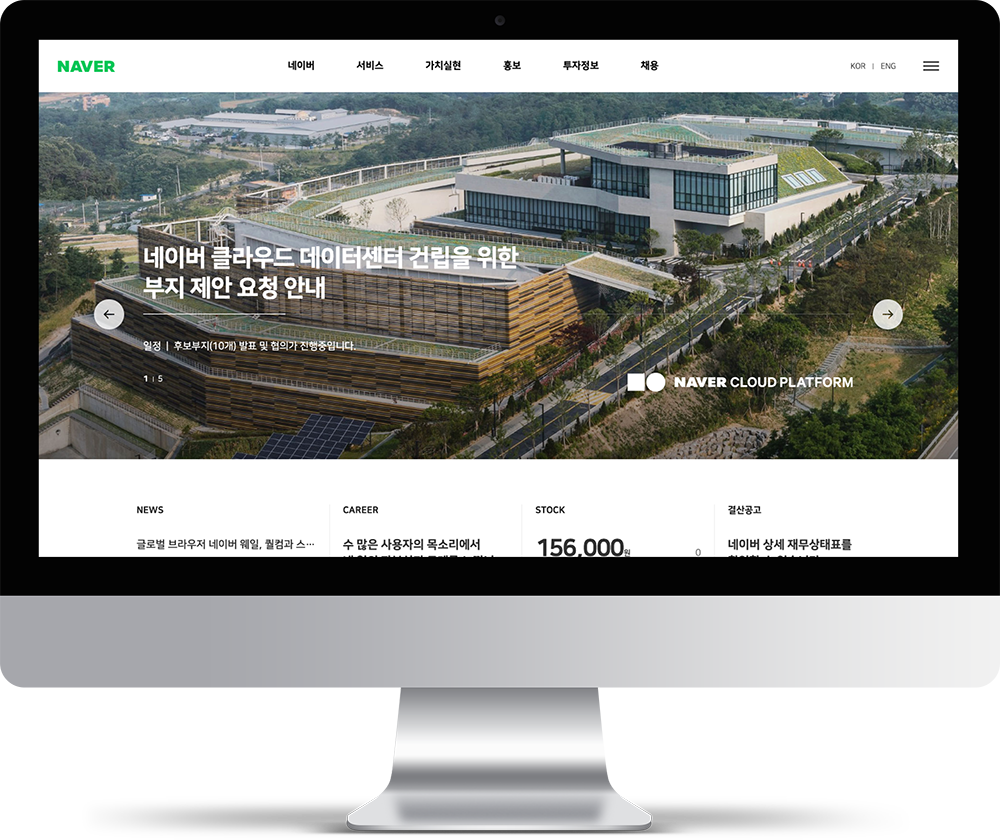 NAVER
네이버 서비스 가치실현 홍보 투자정보 채용
KOR | ENG
네이버 클라우드 데이터센터 건립을 위한
부지 제안 요청 안내
일정 | 후보부지(10개) 발표 및 협의가 진행중입니다.
1 | 5
NAVER CLOUD PLATFORM
NEWS
글로벌 브라우저 네이버 웨일, 퀄컴과 스…
CAREER
수 많은 사용자의 목소리에서
STOCK
156,000원
0
결산공고
네이버 상세 재무상태표를